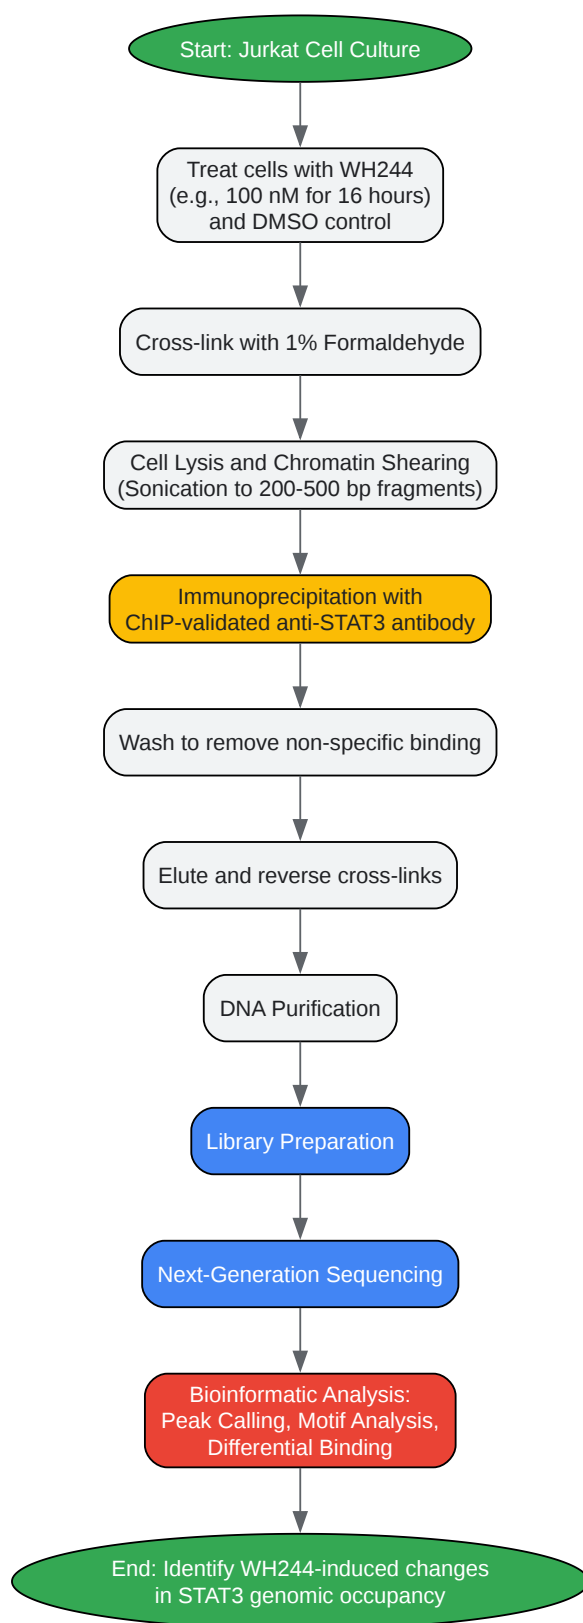 Start: Jurkat Cell Culture
Treat cells with WH244
(e.g., 100 nM for 16 hours)
and DMSO control
Cross-link with 1% Formaldehyde
Cell Lysis and Chromatin Shearing
(Sonication to 200-500 bp fragments)
Immunoprecipitation with
ChIP-validated anti-STAT3 antibody
Wash to remove non-specific binding
Elute and reverse cross-links
DNA Purification
Library Preparation
Next-Generation Sequencing
Bioinformatic Analysis:
Peak Calling, Motif Analysis,
Differential Binding
End: Identify WH244-induced changes
in STAT3 genomic occupancy